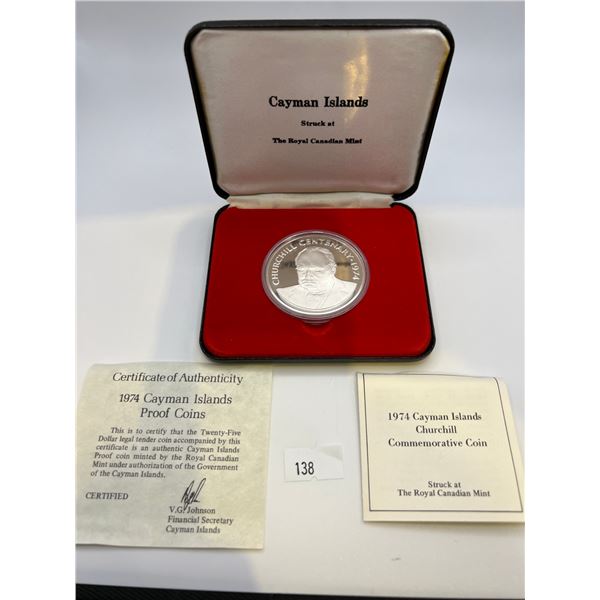 Cayman Islands
Struck at
The Royal Canadian Mint
CHURCHILL CENTENARY · 1974
Certificate of Authenticity
1974 Cayman Islands
Proof Coins
This is to certify that the Twenty-Five
Dollar legal tender coin accompanied by this
certificate is an authentic Cayman Islands
Proof coin minted by the Royal Canadian
Mint under authorization of the Government
of the Cayman Islands.
CERTIFIED
V.G. Johnson
Financial Secretary
Cayman Islands
138
1974 Cayman Islands
Churchill
Commemorative Coin
Struck at
The Royal Canadian Mint